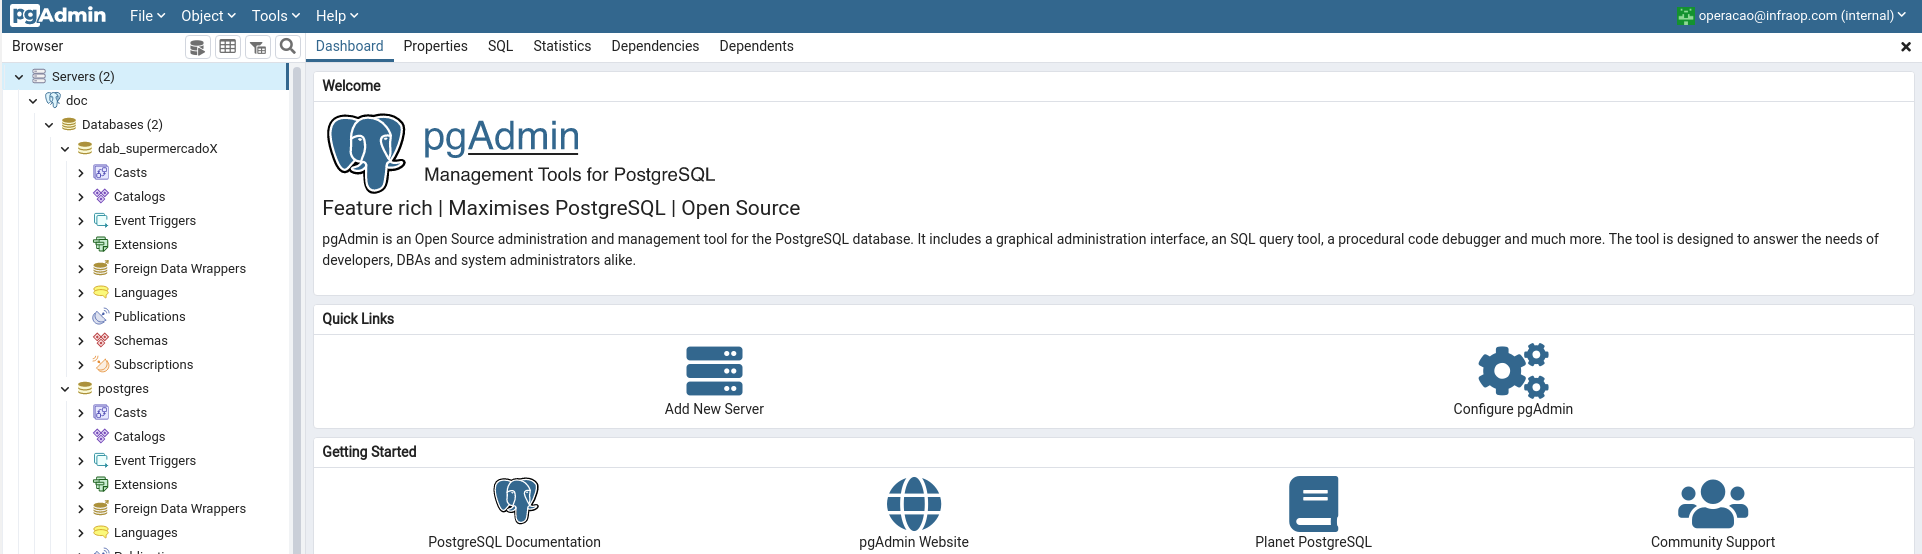 pgAdmin File Object Tools Help operacao@infraop.com (internal)
Browser Dashboard Properties SQL Statistics Dependencies Dependents
Servers (2)
doc
Databases (2)
dab_supermercadoX
Casts
Catalogs
Event Triggers
Extensions
Foreign Data Wrappers
Languages
Publications
Schemas
Subscriptions
postgres
Casts
Catalogs
Event Triggers
Extensions
Foreign Data Wrappers
Languages
Welcome
pgAdmin
Management Tools for PostgreSQL
Feature rich | Maximises PostgreSQL | Open Source
pgAdmin is an Open Source administration and management tool for the PostgreSQL database. It includes a graphical administration interface, an SQL query tool, a procedural code debugger and much more. The tool is designed to answer the needs of
developers, DBAs and system administrators alike.
Quick Links
Add New Server Configure pgAdmin
Getting Started
PostgreSQL Documentation pgAdmin Website Planet PostgreSQL Community Support